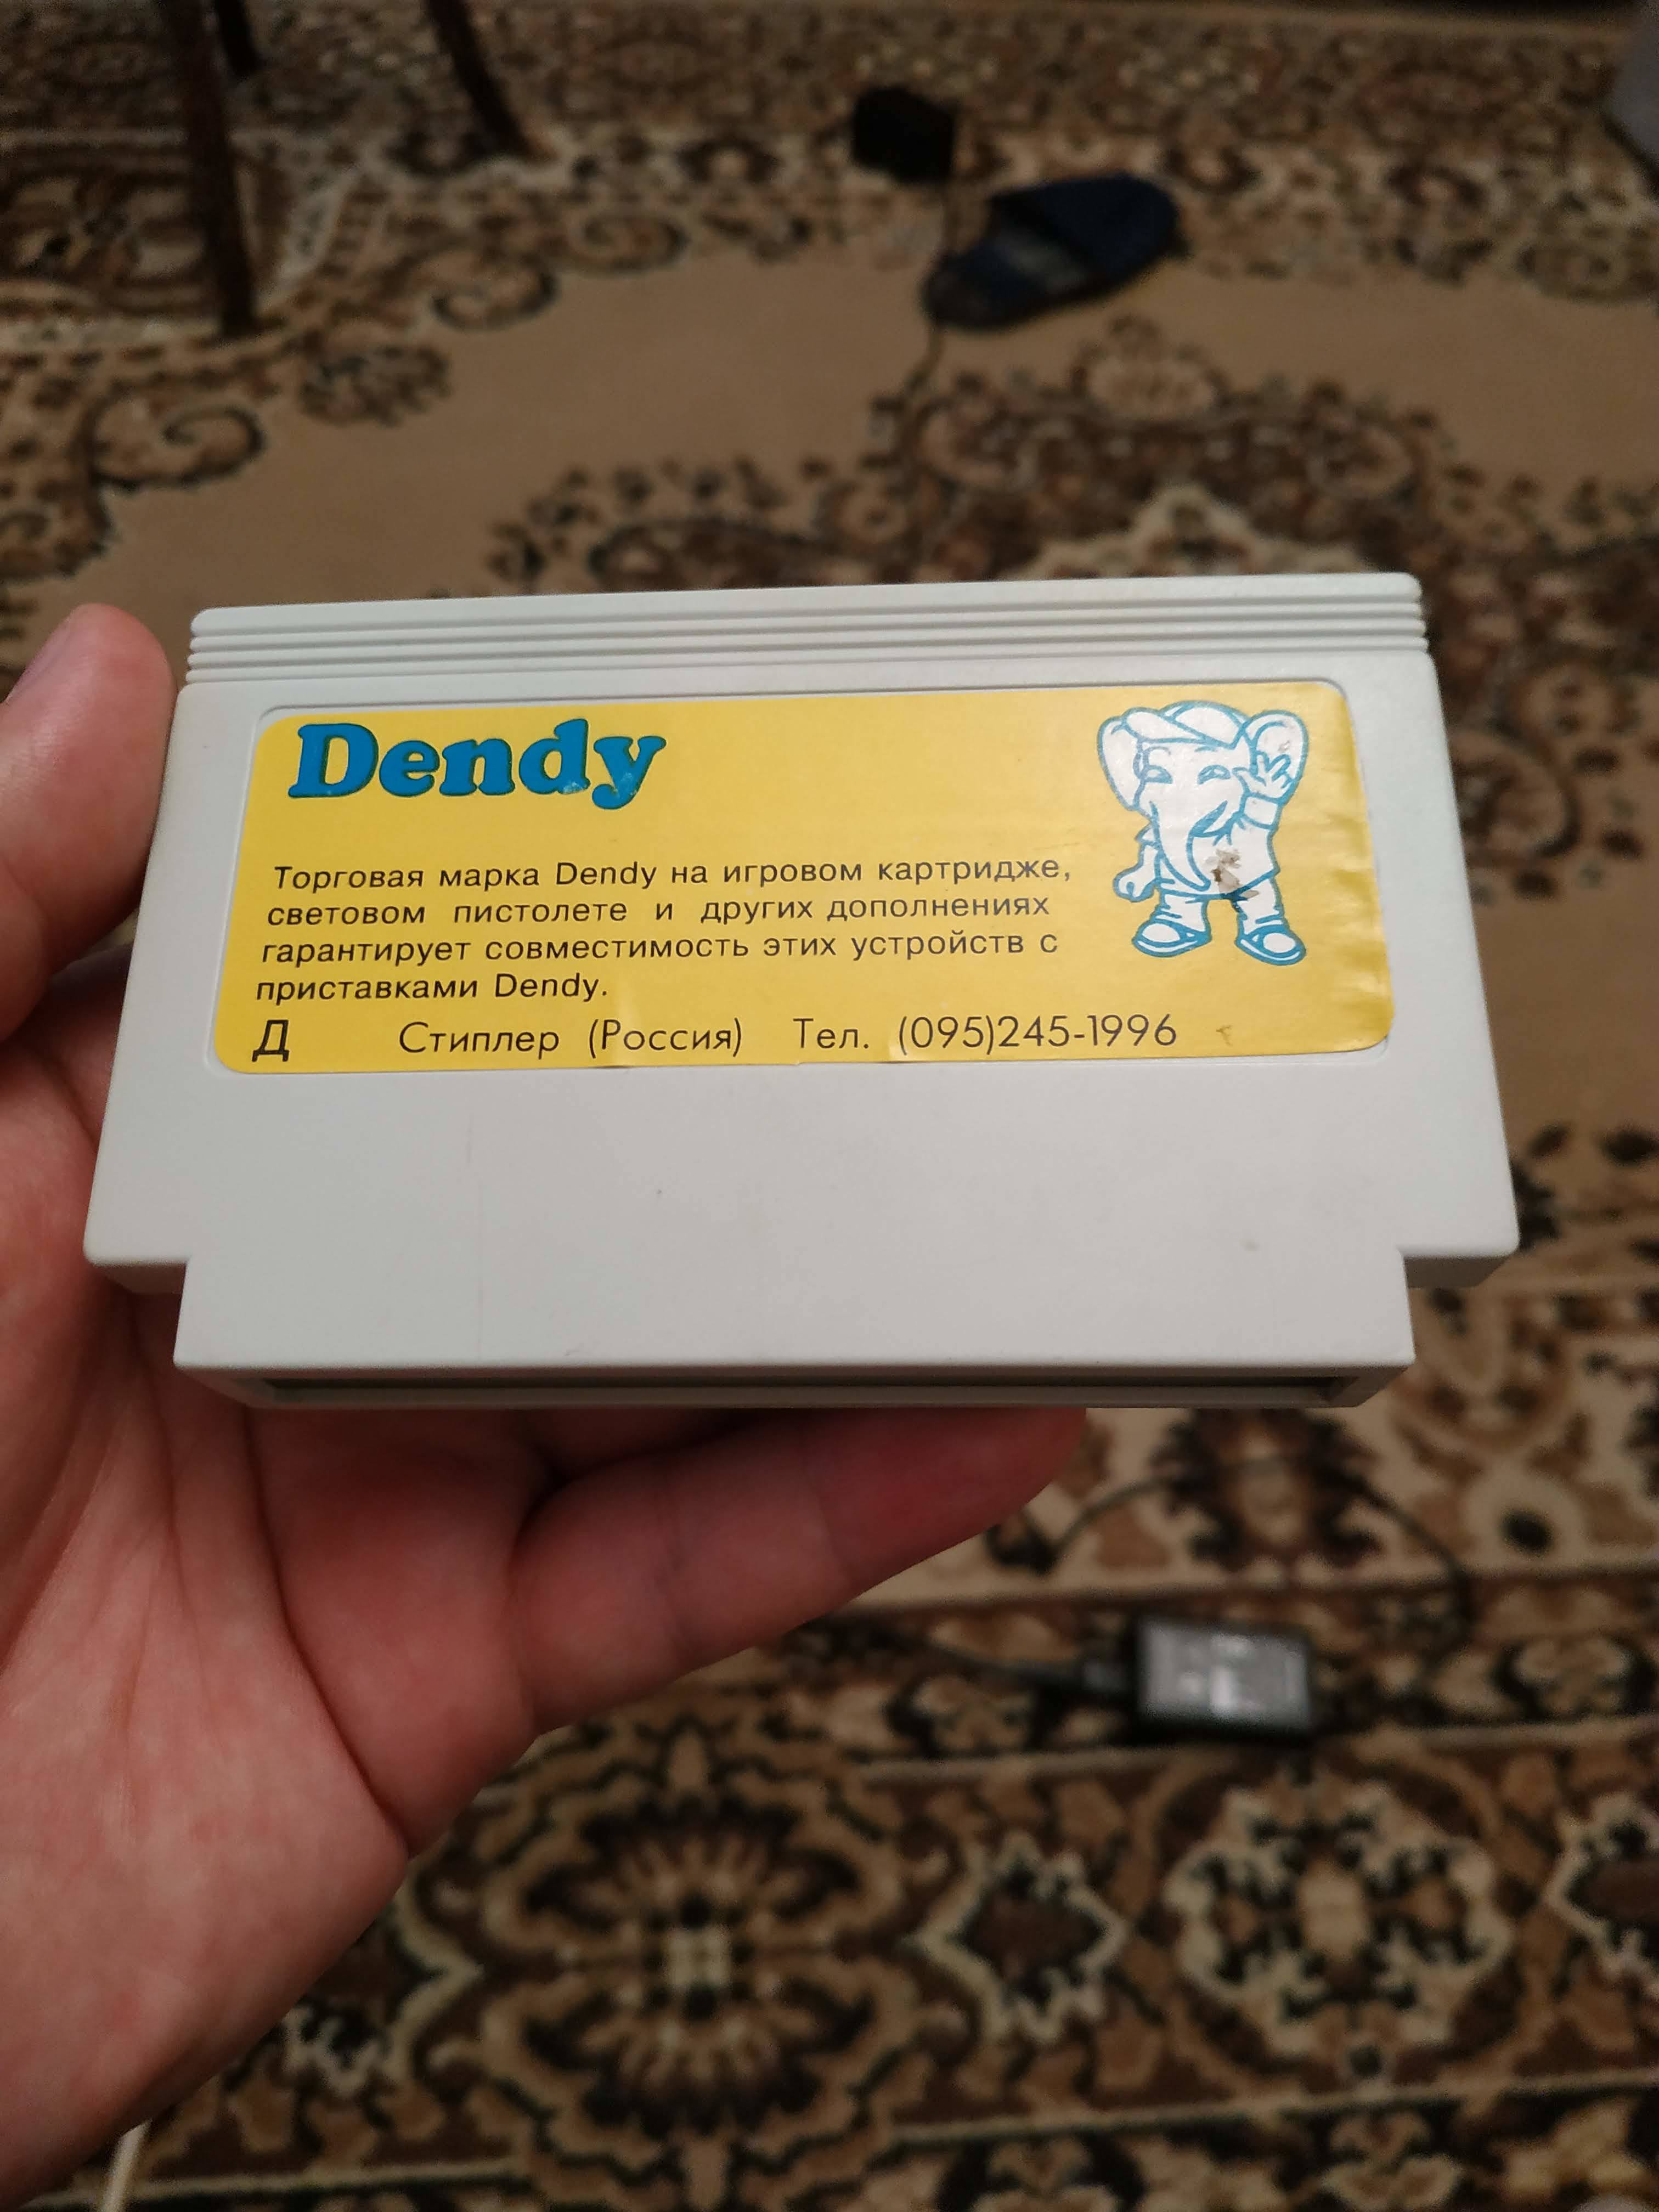 Dendy
Торговая марка Dendy на игровом картридже,
световом пистолете и других дополнениях
гарантирует совместимость этих устройств с
приставками Dendy.
Д Стиплер (Россия) Тел. (095)245-1996